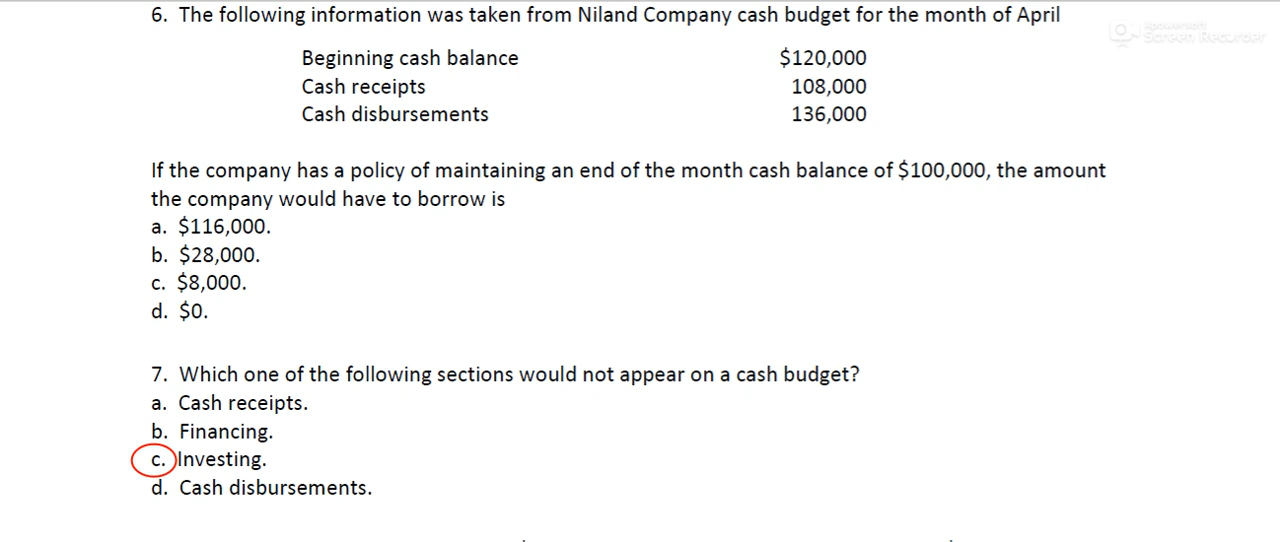 6. The following information was taken from Niland Company cash budget for the month of April
Apowersoft
Screen Recorder
Beginning cash balance $120,000
Cash receipts 108,000
Cash disbursements 136,000
If the company has a policy of maintaining an end of the month cash balance of $100,000, the amount
the company would have to borrow is
a. $116,000.
b. $28,000.
c. $8,000.
d. $0.
7. Which one of the following sections would not appear on a cash budget?
a. Cash receipts.
b. Financing.
c. Investing.
d. Cash disbursements.